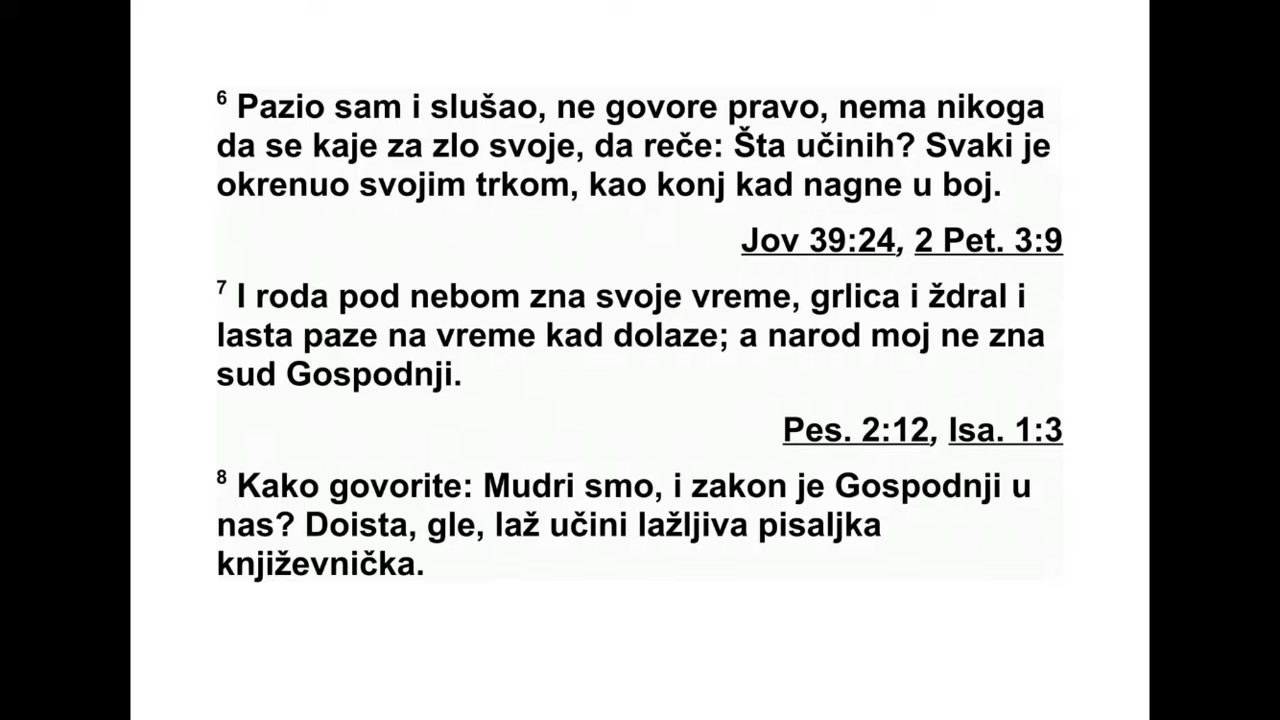 6 Pazio sam i slušao, ne govore pravo, nema nikoga
da se kaje za zlo svoje, da reče: Šta učinih? Svaki je
okrenuo svojim trkom, kao konj kad nagne u boj.
Jov 39:24, 2 Pet. 3:9
7 I roda pod nebom zna svoje vreme, grlica i ždral i
lasta paze na vreme kad dolaze; a narod moj ne zna
sud Gospodnji.
Pes. 2:12, Isa. 1:3
8 Kako govorite: Mudri smo, i zakon je Gospodnji u
nas? Doista, gle, laž učini lažljiva pisaljka
književnička.